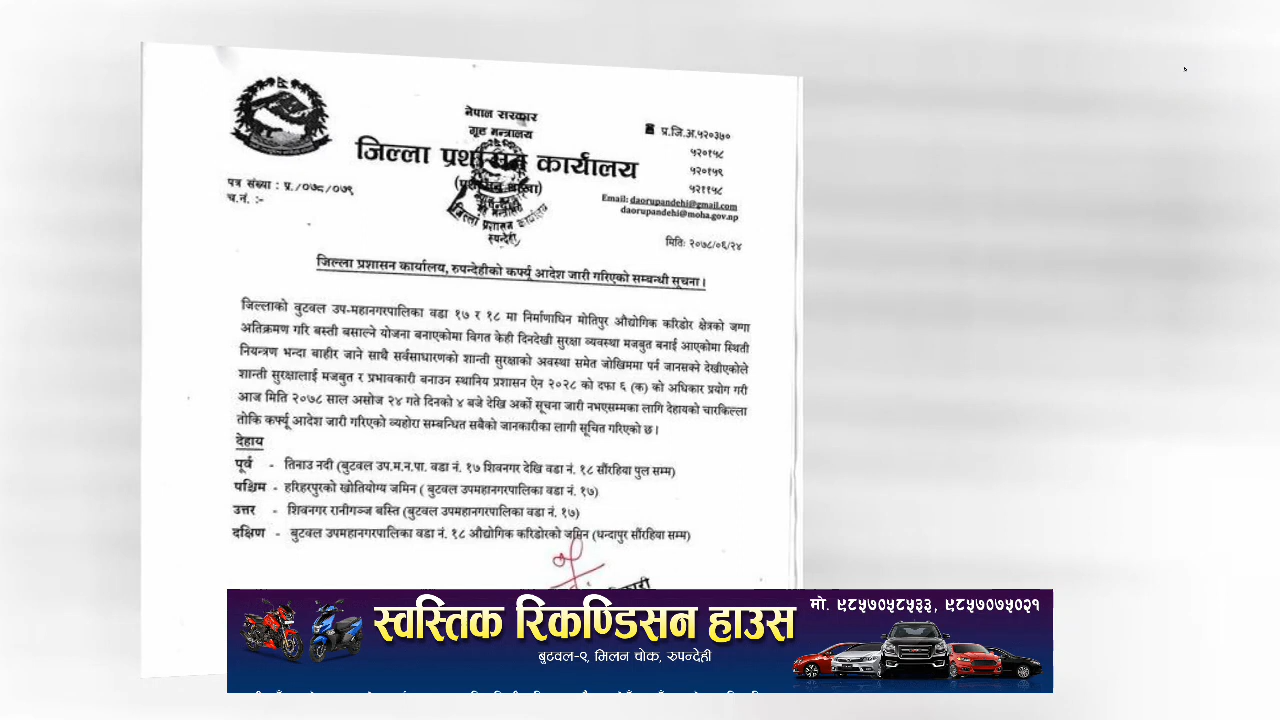 नेपाल सरकार
गृह मन्त्रालय
जिल्ला प्रशासन कार्यालय
(प्रशासन शाखा)
प्र.जि.अ.५२०३७०
५२०१५८
५२०१५९
५२११५८
Email: daorupandehi@gmail.com
daorupandehi@moha.gov.np
पत्र संख्या : प्र./०७८/०७९
च.नं. :-
जिल्ला प्रशासन कार्यालय
रुपन्देही
मितिः २०७८/०६/२४
जिल्ला प्रशासन कार्यालय, रुपन्देहीको कर्फ्यू आदेश जारी गरिएको सम्बन्धी सूचना।
जिल्लाको बुटवल उप-महानगरपालिका वडा १७ र १८ मा निर्माणाधिन मोतिपुर औद्योगिक करिडोर क्षेत्रको जग्गा
अतिक्रमण गरि बस्ती बसाल्ने योजना बनाएकोमा विगत केही दिनदेखी सुरक्षा व्यवस्था मजबुत बनाई आएकोमा स्थिती
नियन्त्रण भन्दा बाहीर जाने साथै सर्वसाधारणको शान्ती सुरक्षाको अवस्था समेत जोखिममा पर्न जानसक्ने देखीएकोले
शान्ती सुरक्षालाई मजबुत र प्रभावकारी बनाउन स्थानिय प्रशासन ऐन २०२८ को दफा ६ (क) को अधिकार प्रयोग गरी
आज मिति २०७८ साल असोज २४ गते दिनको ४ बजे देखि अर्को सूचना जारी नभएसम्मका लागि देहायको चारकिल्ला
तोकि कर्फ्यू आदेश जारी गरिएको व्यहोरा सम्बन्धित सबैको जानकारीका लागी सूचित गरिएको छ।
देहाय
पूर्व - तिनाउ नदी (बुटवल उप.म.न.पा. वडा नं. १७ शिवनगर देखि वडा नं. १८ सौंरहिया पुल सम्म)
पश्चिम - हरिहरपुरको खोतियोग्य जमिन ( बुटवल उपमहानगरपालिका वडा नं. १७)
उत्तर - शिवनगर रानीगञ्ज बस्ति (बुटवल उपमहानगरपालिका वडा नं. १७)
दक्षिण - बुटवल उपमहानगरपालिका वडा नं. १८ औद्योगिक करिडोरको जमिन (धन्दापुर सौंरहिया सम्म)
स्वस्तिक रिकण्डिसन हाउस
मो. ९८५७०५८५३३, ९८५७०७५०२१
बुटवल-९, मिलन चोक, रुपन्देही